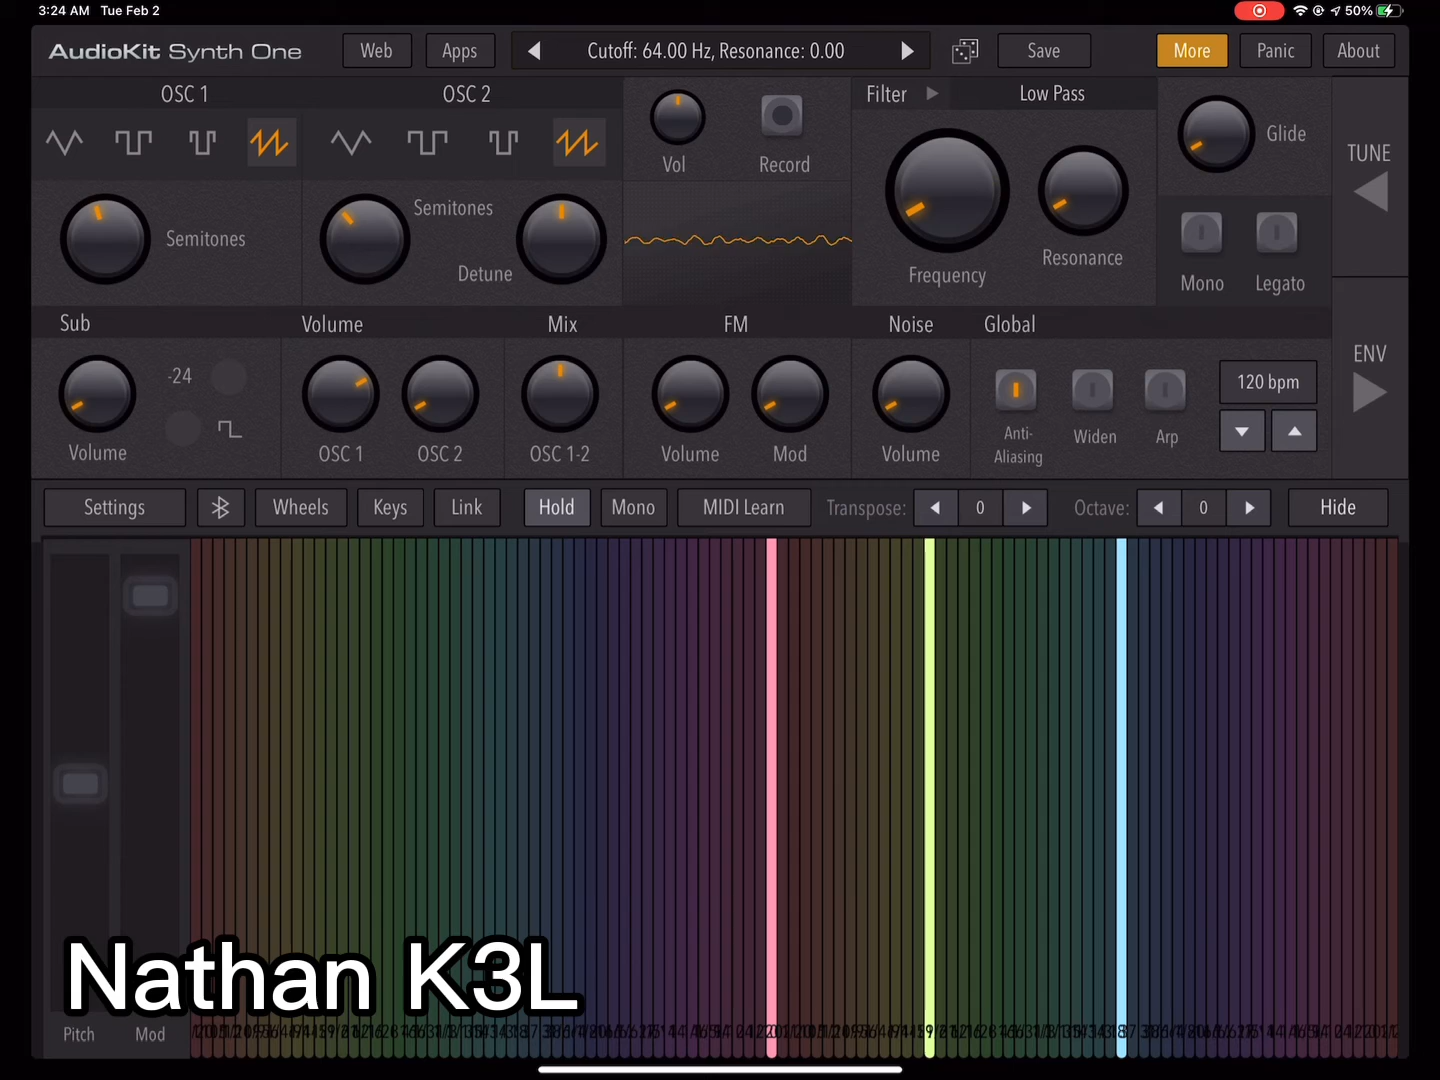 3:24 AM Tue Feb 2
50%
AudioKit Synth One
Web
Apps
Cutoff: 64.00 Hz, Resonance: 0.00
Save
More
Panic
About
OSC 1
OSC 2
Vol
Record
Filter
Low Pass
Glide
TUNE
Semitones
Semitones
Detune
Frequency
Resonance
Mono
Legato
Sub
Volume
Mix
FM
Noise
Global
ENV
-24
120 bpm
Volume
OSC 1
OSC 2
OSC 1-2
Volume
Mod
Volume
Anti-
Aliasing
Widen
Arp
Settings
Wheels
Keys
Link
Hold
Mono
MIDI Learn
Transpose:
0
Octave:
0
Hide
Nathan K3L
Pitch
Mod